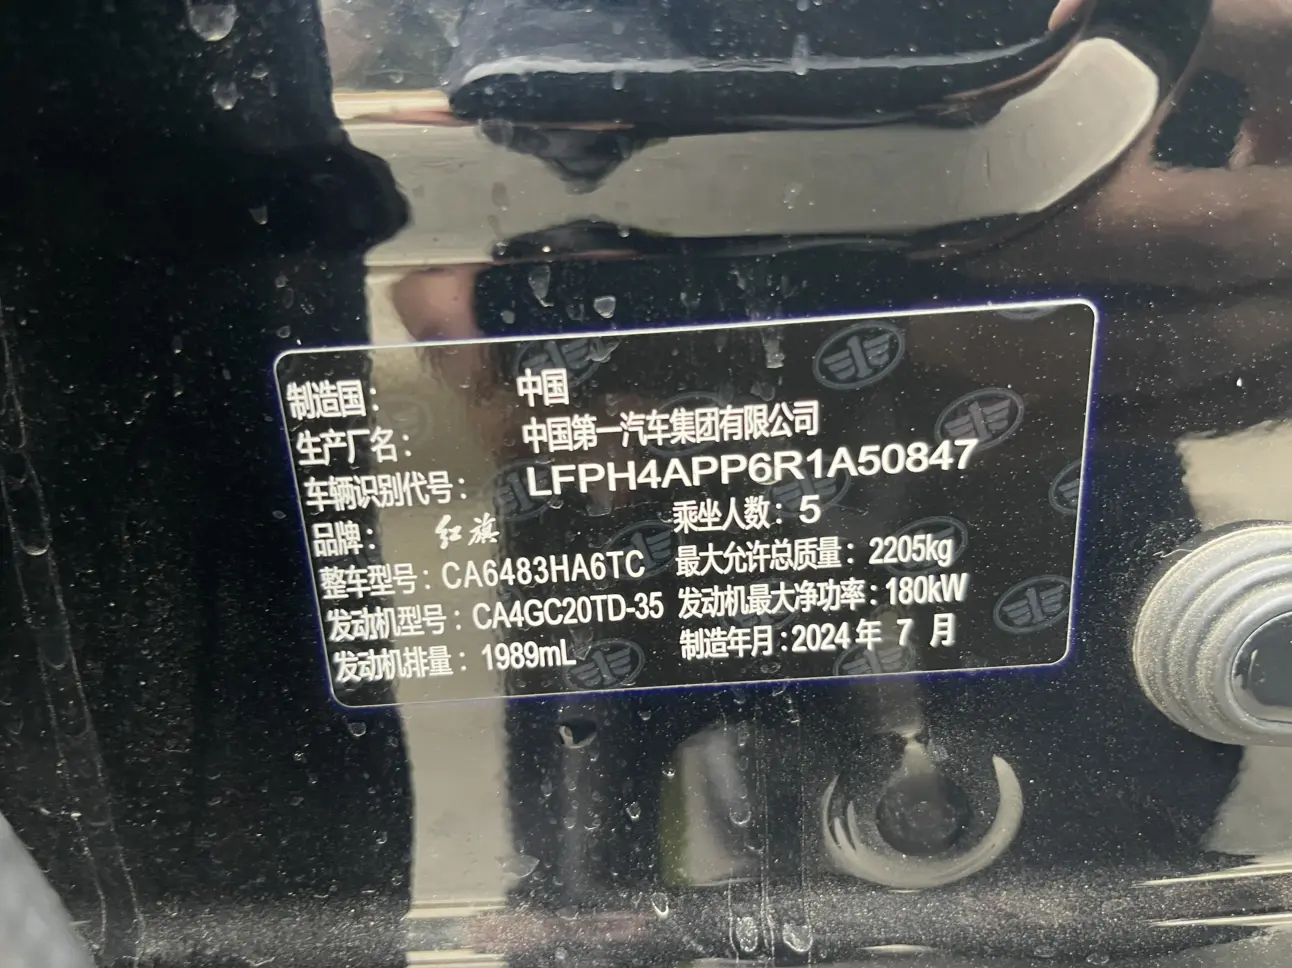 制造国： 中国
生产厂名： 中国第一汽车集团有限公司
车辆识别代号： LFPH4APP6R1A50847
品牌： 红旗 乘坐人数：5
整车型号：CA6483HA6TC 最大允许总质量：2205kg
发动机型号：CA4GC20TD-35 发动机最大净功率：180kW
发动机排量：1989mL 制造年月：2024年 7 月